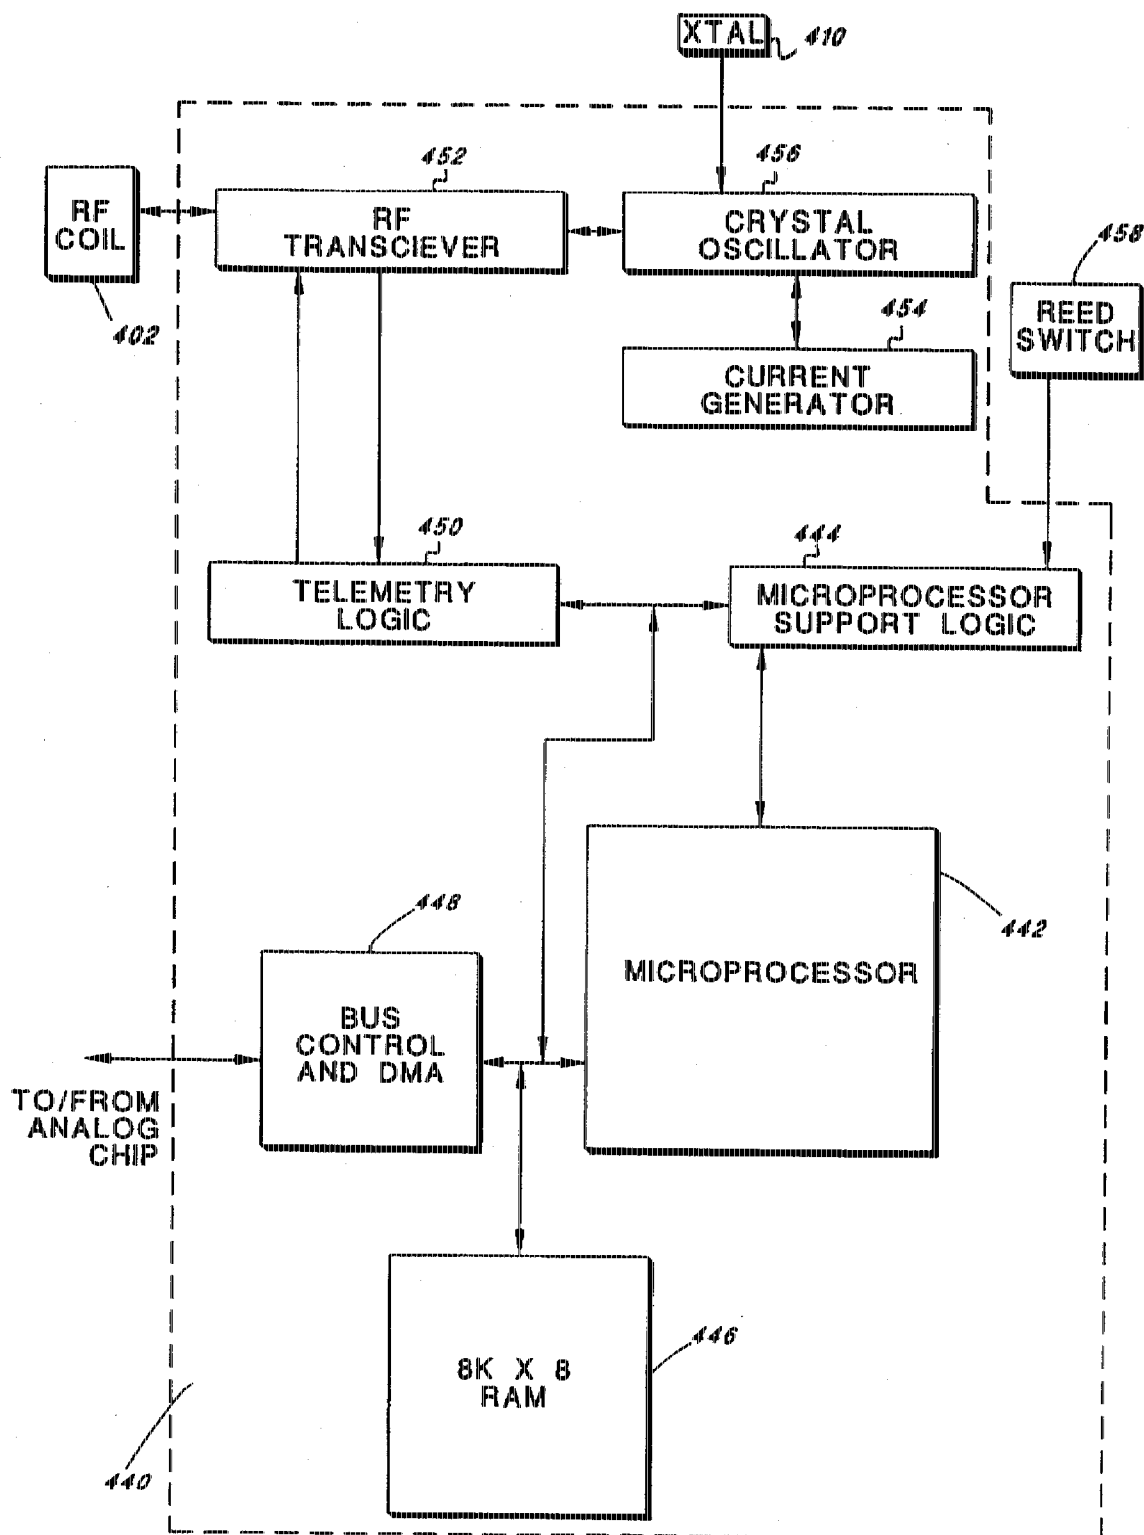 XTAL
410
452
456
RF
COIL
RF
TRANSCIEVER
CRYSTAL
OSCILLATOR
458
402
454
REED
SWITCH
CURRENT
GENERATOR
450
444
TELEMETRY
LOGIC
MICROPROCESSOR
SUPPORT LOGIC
448
442
MICROPROCESSOR
BUS
CONTROL
AND DMA
TO/FROM
ANALOG
CHIP
446
8K X 8
RAM
440